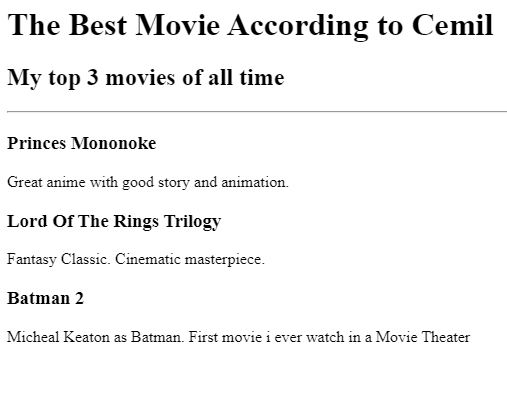 The Best Movie According to Cemil
My top 3 movies of all time
Princes Mononoke
Great anime with good story and animation.
Lord Of The Rings Trilogy
Fantasy Classic. Cinematic masterpiece.
Batman 2
Micheal Keaton as Batman. First movie i ever watch in a Movie Theater